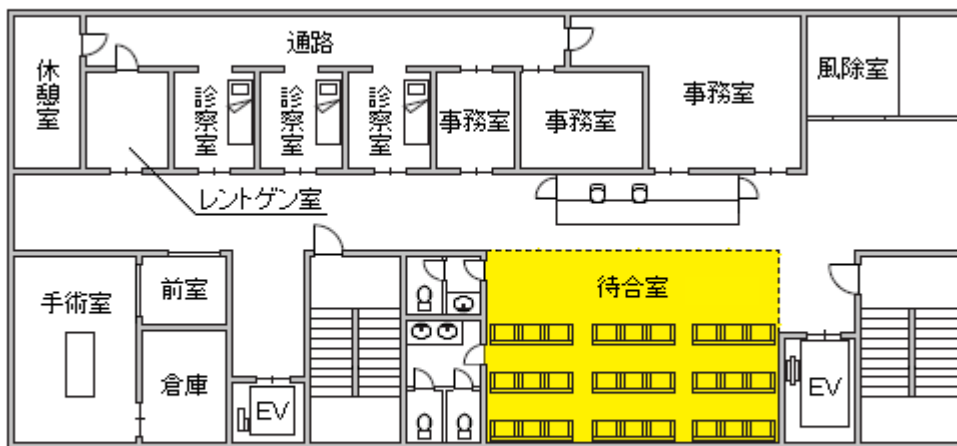 通路
休憩室
診察室
診察室
診察室
事務室
事務室
事務室
風除室
レントゲン室
手術室
前室
倉庫
EV
待合室
EV